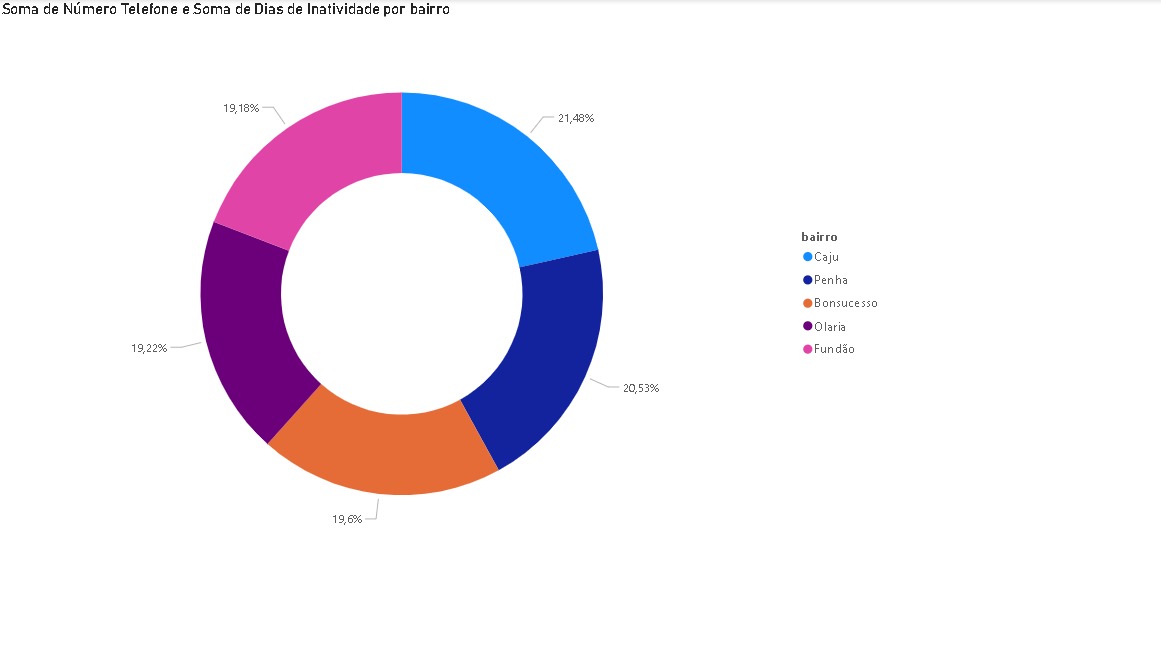 Soma de Número Telefone e Soma de Dias de Inatividade por bairro
19,18%
21,48%
19,22%
20,53%
19,6%
bairro
Caju
Penha
Bonsucesso
Olaria
Fundão